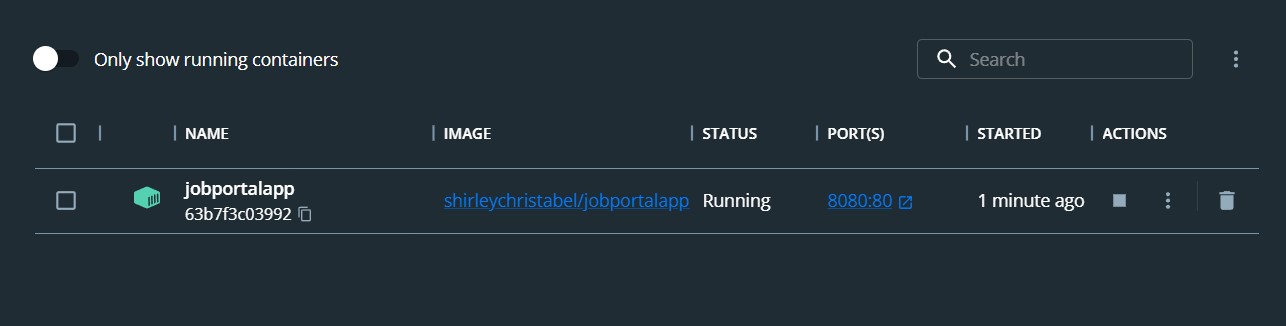 Only show running containers
Search
NAME IMAGE STATUS PORT(S) STARTED ACTIONS
jobportalapp
63b7f3c03992 shirleychristabel/jobportalapp Running 8080:80 1 minute ago